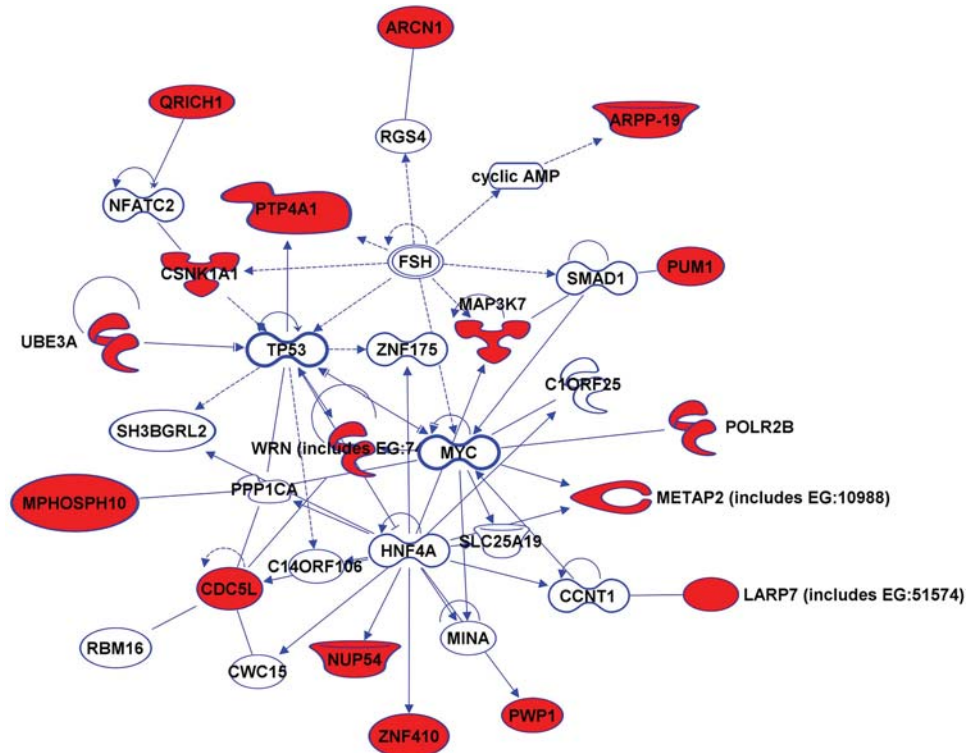 ARCN1
QRICH1
ARPP-19
RGS4
cyclic AMP
NFATC2
PTP4A1
FSH
CSNK1A1
SMAD1
PUM1
MAP3K7
UBE3A
TP53
ZNF175
C1ORF25
SH3BGRL2
WRN (includes EG:74
MYC
POLR2B
MPHOSPH10
PPP1CA
METAP2 (includes EG:10988)
HNF4A
SLC25A19
C14ORF106
CDC5L
CCNT1
LARP7 (includes EG:51574)
RBM16
CWC15
NUP54
MINA
ZNF410
PWP1